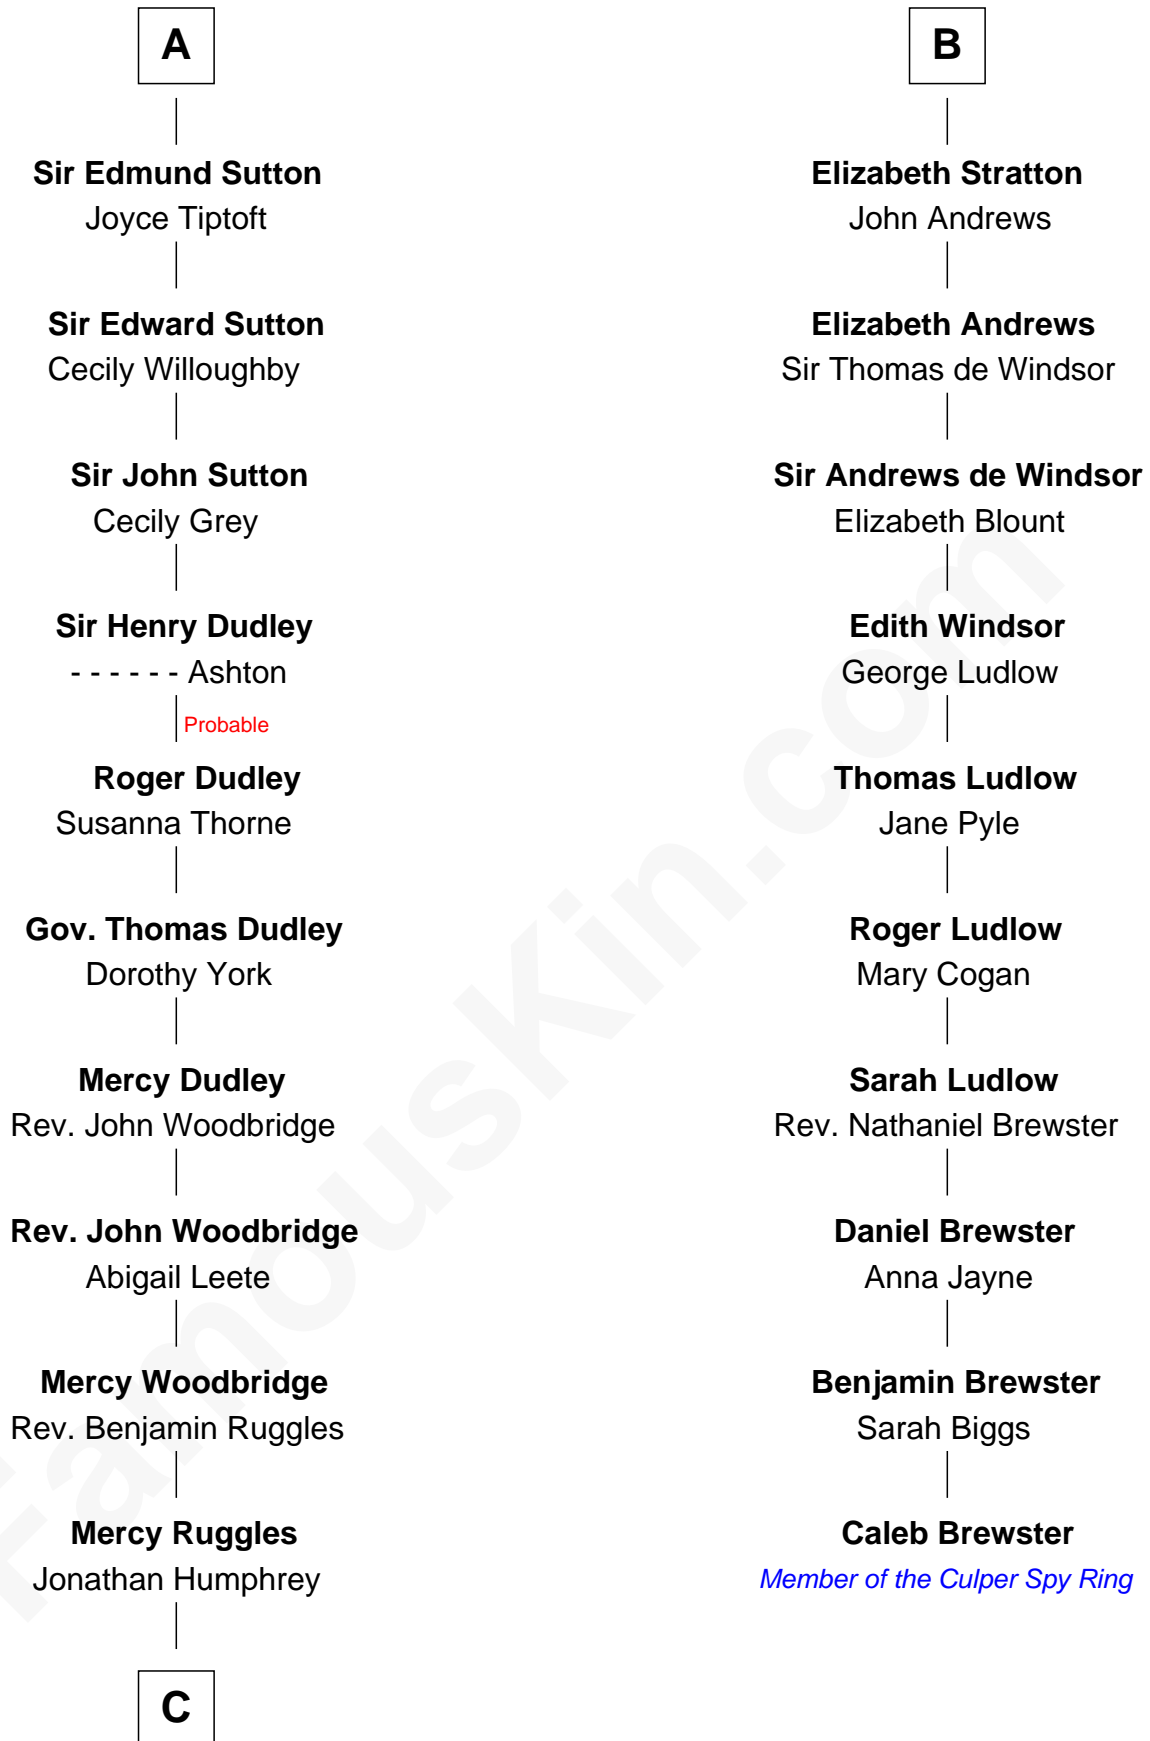 A
Sir Edmund Sutton
Joyce Tiptoft
Sir Edward Sutton
Cecily Willoughby
Sir John Sutton
Cecily Grey
Sir Henry Dudley
- - - - - - Ashton
Probable
Roger Dudley
Susanna Thorne
Gov. Thomas Dudley
Dorothy York
Mercy Dudley
Rev. John Woodbridge
Rev. John Woodbridge
Abigail Leete
Mercy Woodbridge
Rev. Benjamin Ruggles
Mercy Ruggles
Jonathan Humphrey
C
B
Elizabeth Stratton
John Andrews
Elizabeth Andrews
Sir Thomas de Windsor
Sir Andrews de Windsor
Elizabeth Blount
Edith Windsor
George Ludlow
Thomas Ludlow
Jane Pyle
Roger Ludlow
Mary Cogan
Sarah Ludlow
Rev. Nathaniel Brewster
Daniel Brewster
Anna Jayne
Benjamin Brewster
Sarah Biggs
Caleb Brewster
Member of the Culper Spy Ring
FamousKin.com